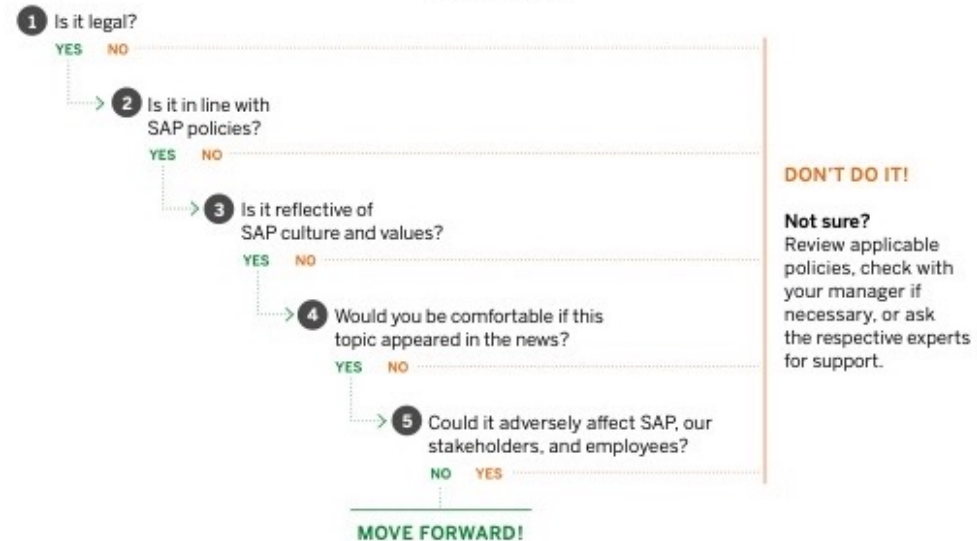 1 Is it legal?
YES NO
2 Is it in line with
SAP policies?
YES NO
3 Is it reflective of
SAP culture and values?
YES NO
4 Would you be comfortable if this
topic appeared in the news?
YES NO
5 Could it adversely affect SAP, our
stakeholders, and employees?
NO YES
MOVE FORWARD!
DON'T DO IT!
Not sure?
Review applicable
policies, check with
your manager if
necessary, or ask
the respective experts
for support.